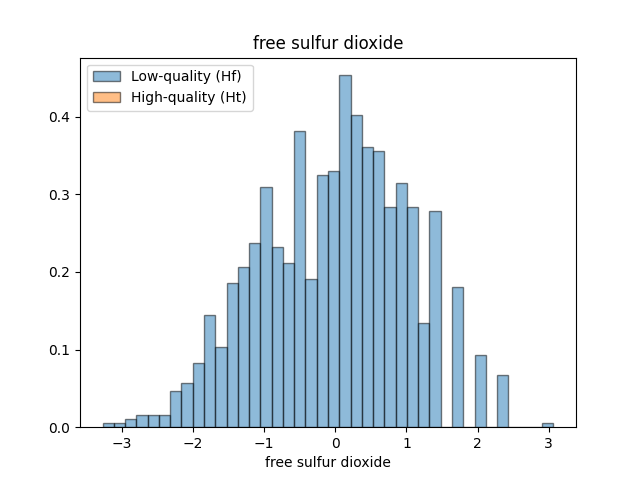 free sulfur dioxide
Low-quality (Hf)
High-quality (Ht)
0.4
0.3
0.2
0.1
0.0
−3 −2 −1 0 1 2 3
free sulfur dioxide